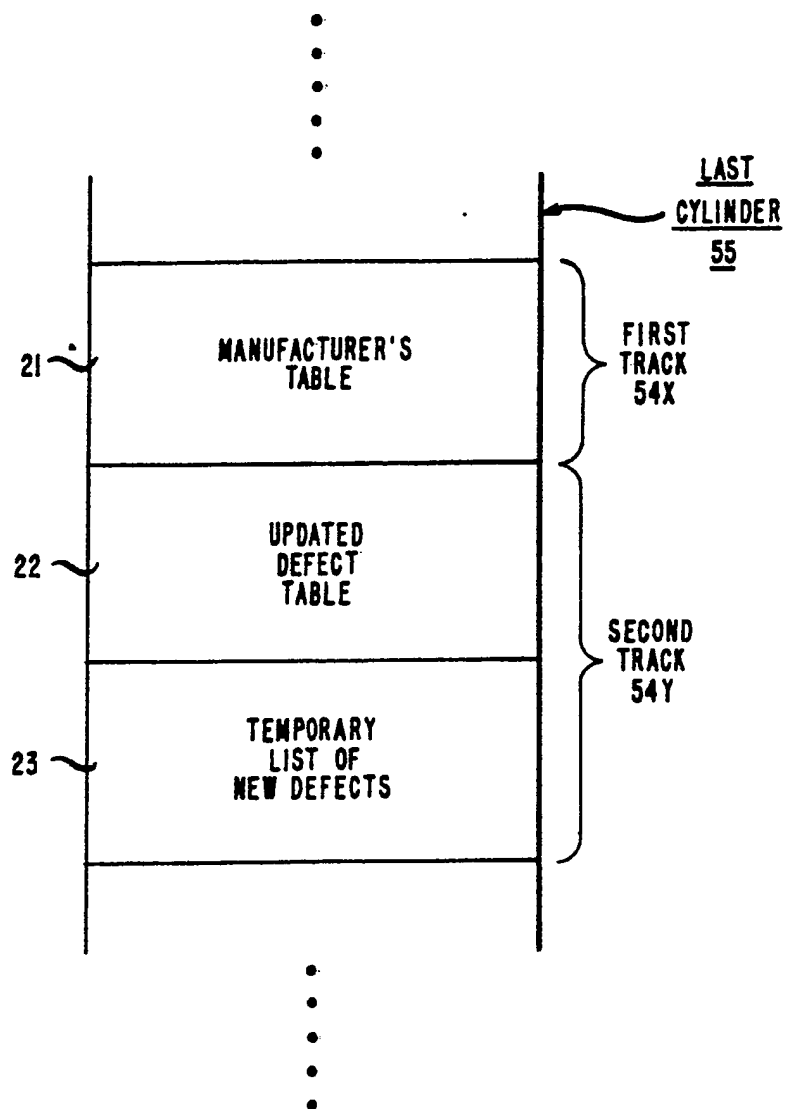 LAST
CYLINDER
55
21
MANUFACTURER'S
TABLE
FIRST
TRACK
54X
22
UPDATED
DEFECT
TABLE
SECOND
TRACK
54Y
23
TEMPORARY
LIST OF
NEW DEFECTS